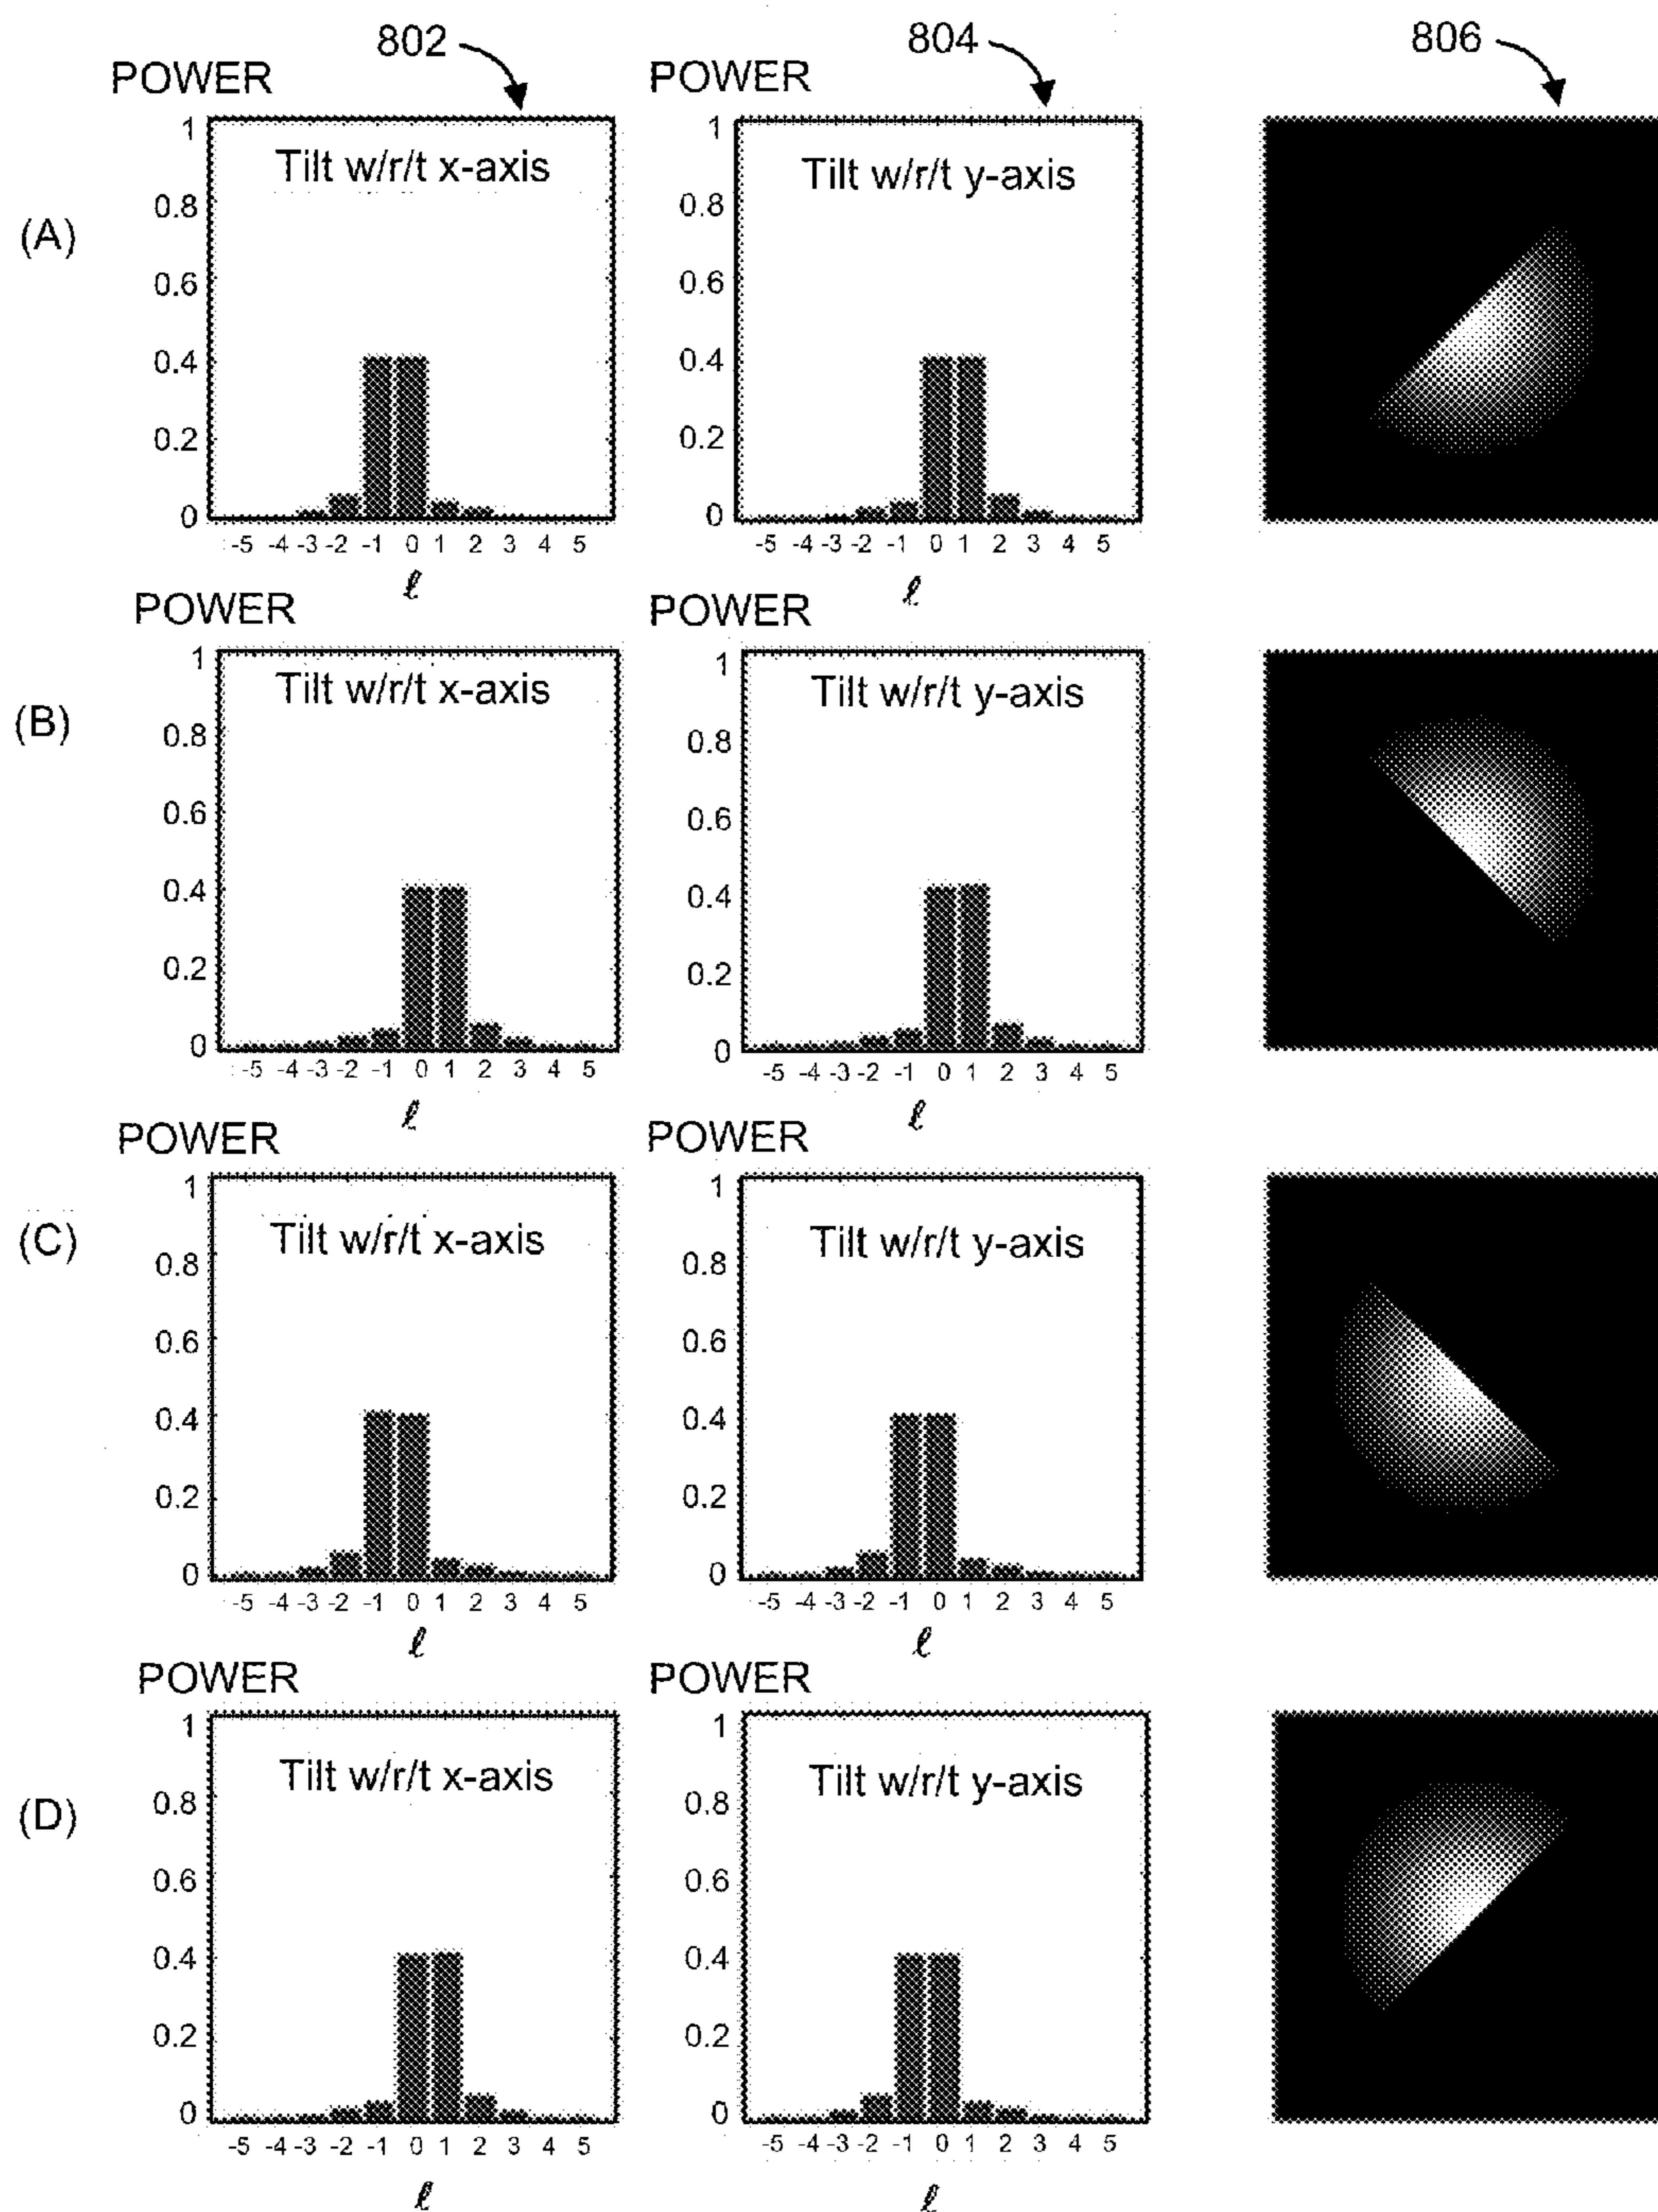 802 804 806
POWER POWER
1 1
Tilt w/r/t x-axis Tilt w/r/t y-axis
0.8 0.8
(A)
0.6 0.6
0.4 0.4
0.2 0.2
0 0
-5 -4 -3 -2 -1 0 1 2 3 4 5 -5 -4 -3 -2 -1 0 1 2 3 4 5
ℓ ℓ
POWER POWER
1 1
Tilt w/r/t x-axis Tilt w/r/t y-axis
(B)
0.8 0.8
0.6 0.6
0.4 0.4
0.2 0.2
0 0
-5 -4 -3 -2 -1 0 1 2 3 4 5 -5 -4 -3 -2 -1 0 1 2 3 4 5
ℓ ℓ
POWER POWER
1 1
(C) Tilt w/r/t x-axis Tilt w/r/t y-axis
0.8 0.8
0.6 0.6
0.4 0.4
0.2 0.2
0 0
-5 -4 -3 -2 -1 0 1 2 3 4 5 -5 -4 -3 -2 -1 0 1 2 3 4 5
ℓ ℓ
POWER POWER
1 1
Tilt w/r/t x-axis Tilt w/r/t y-axis
0.8 0.8
(D)
0.6 0.6
0.4 0.4
0.2 0.2
0 0
-5 -4 -3 -2 -1 0 1 2 3 4 5 -5 -4 -3 -2 -1 0 1 2 3 4 5
ℓ ℓ